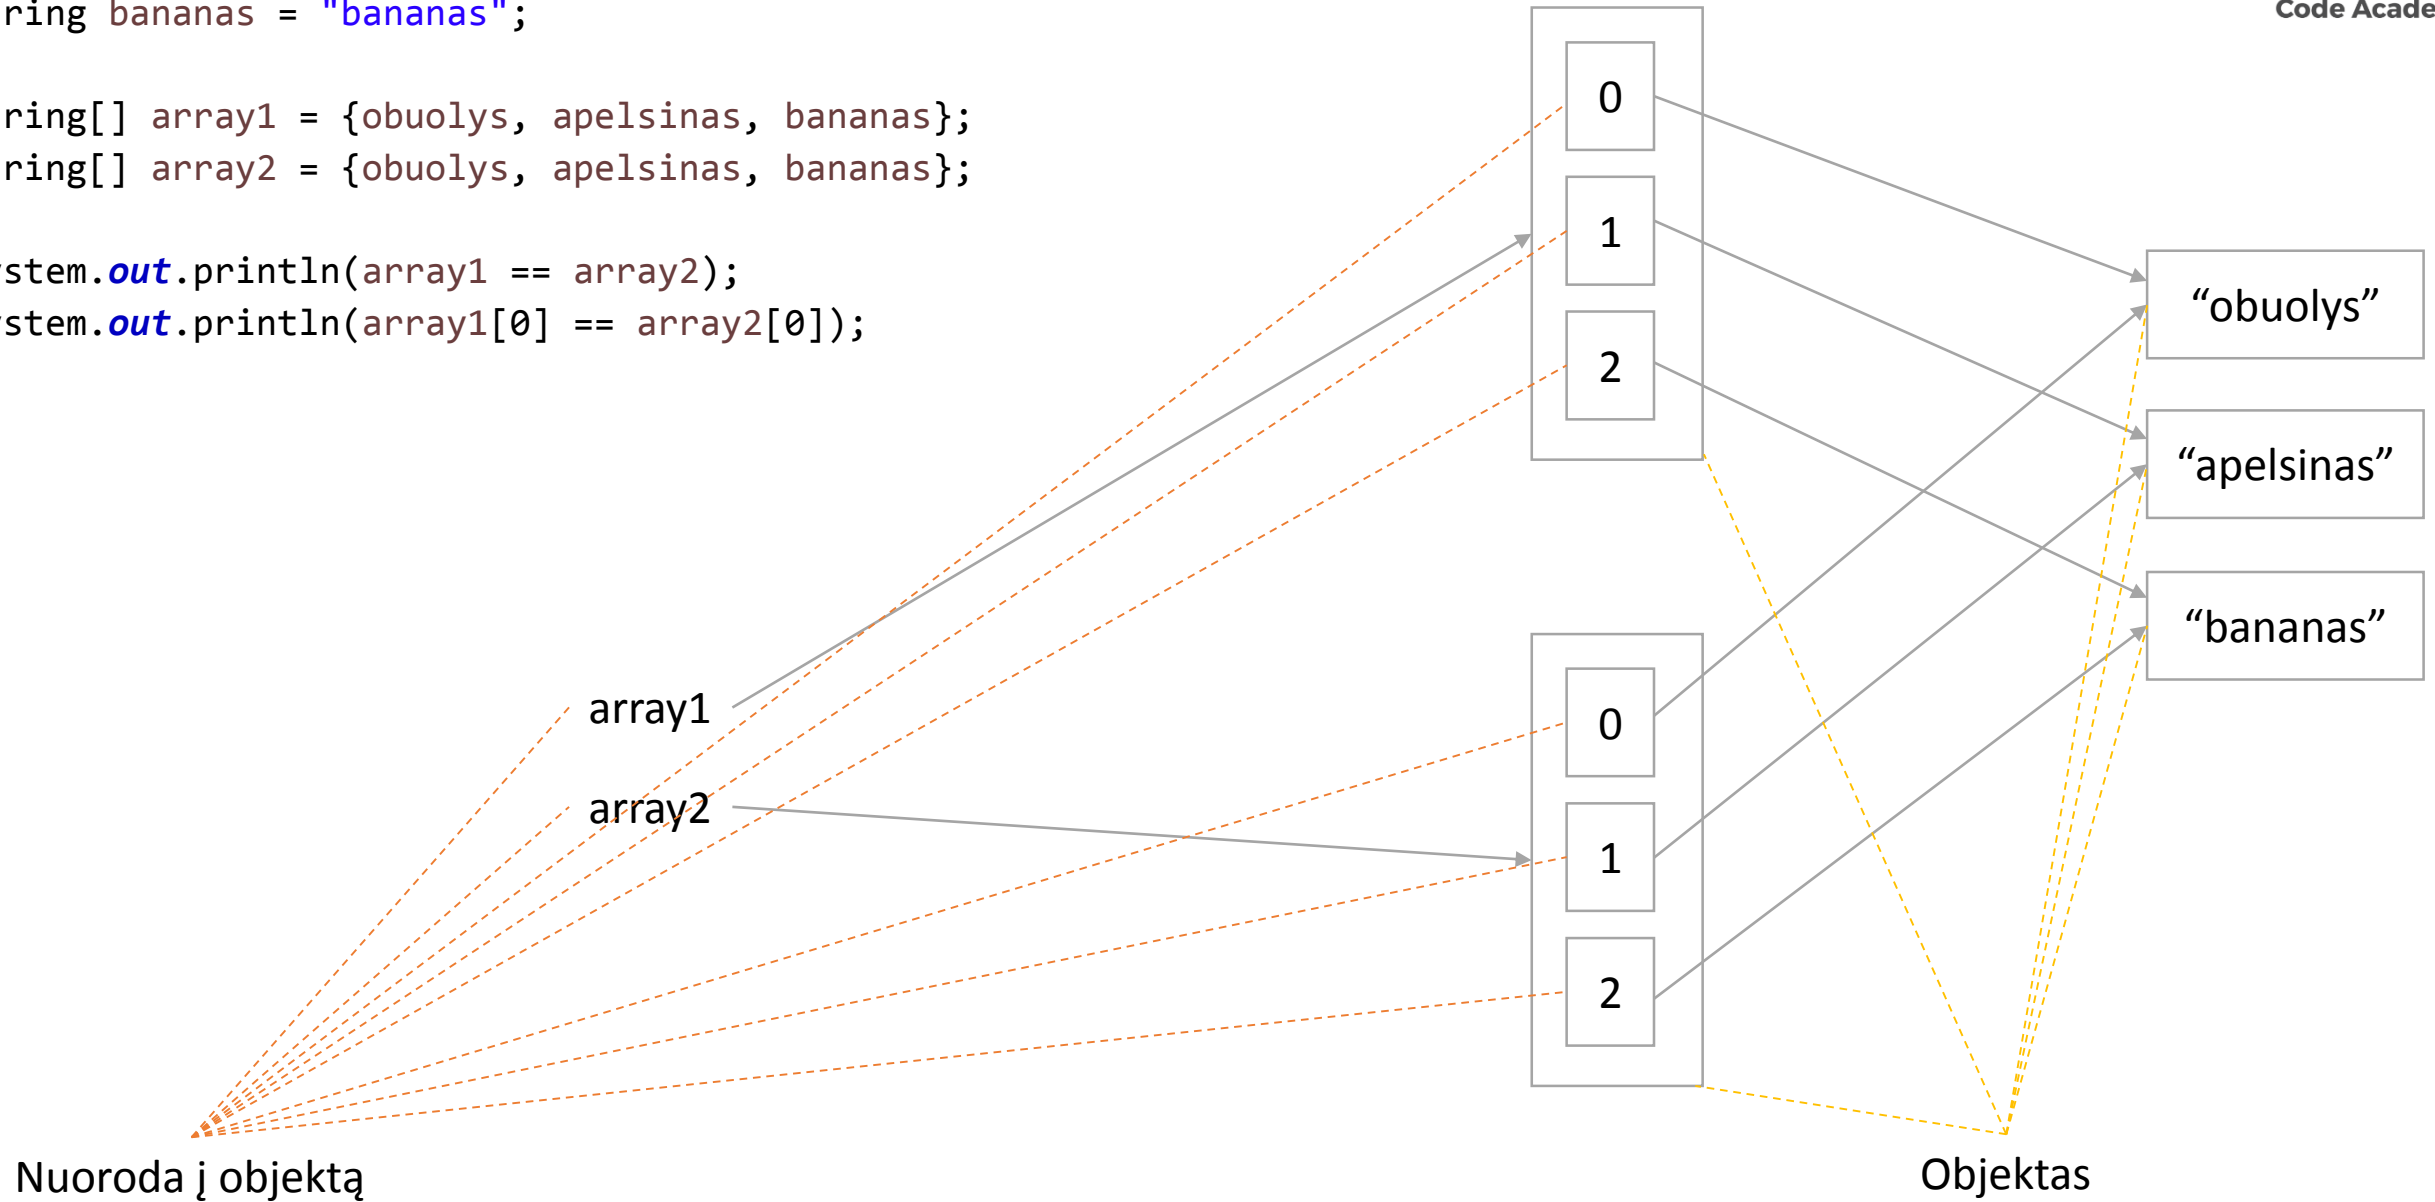 ring bananas = "bananas";
Code Acade
ring[] array1 = {obuolys, apelsinas, bananas};
ring[] array2 = {obuolys, apelsinas, bananas};
ystem.out.println(array1 == array2);
ystem.out.println(array1[0] == array2[0]);
0
1
2
“obuolys”
“apelsinas”
“bananas”
array1
array2
0
1
2
Nuoroda į objektą
Objektas